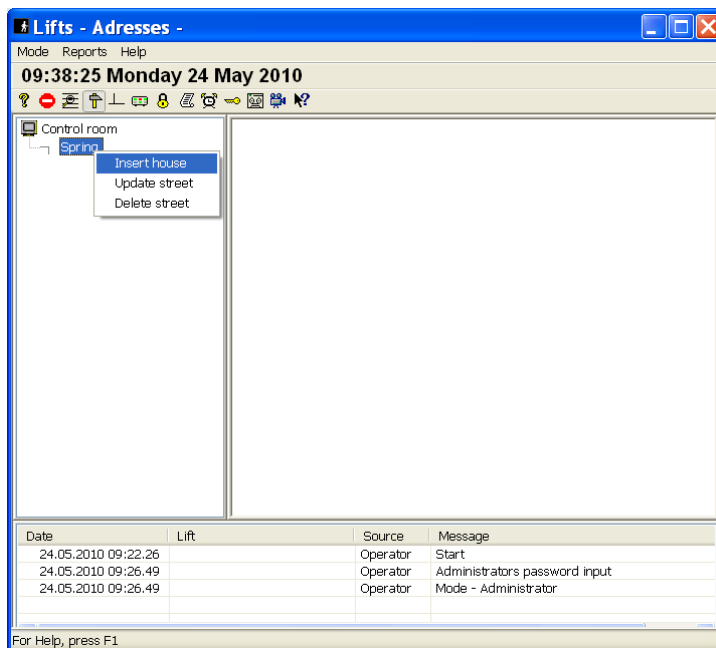 Lifts - Adresses -
Mode Reports Help
09:38:25 Monday 24 May 2010
Control room
Spring
Insert house
Update street
Delete street
Date Lift Source Message
24.05.2010 09:22.26 Operator Start
24.05.2010 09:26.49 Operator Administrators password input
24.05.2010 09:26.49 Operator Mode - Administrator
For Help, press F1